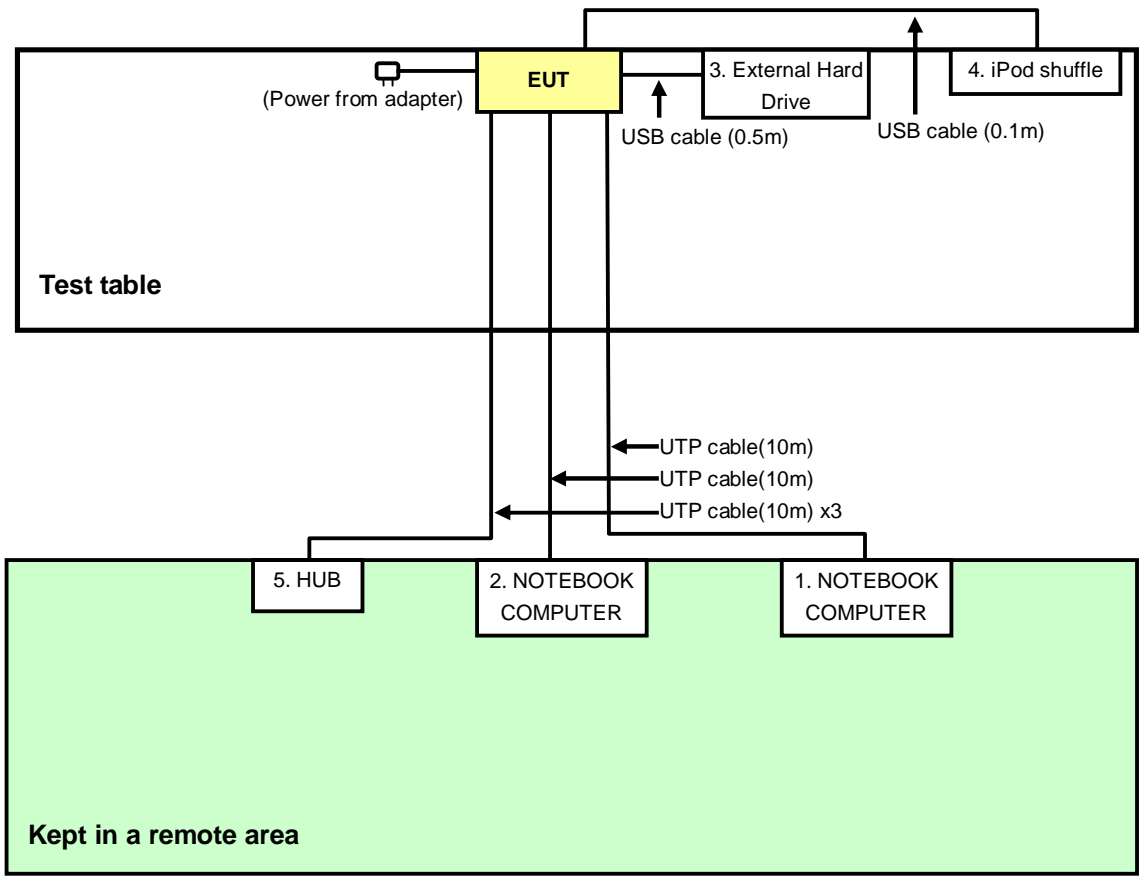 EUT
3. External Hard
Drive
4. iPod shuffle
(Power from adapter)
USB cable (0.5m)
USB cable (0.1m)
Test table
UTP cable(10m)
UTP cable(10m)
UTP cable(10m) x3
5. HUB
2. NOTEBOOK
COMPUTER
1. NOTEBOOK
COMPUTER
Kept in a remote area